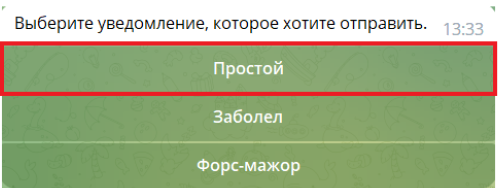 Выберите уведомление, которое хотите отправить. 13:33
Простой
Заболел
Форс-мажор